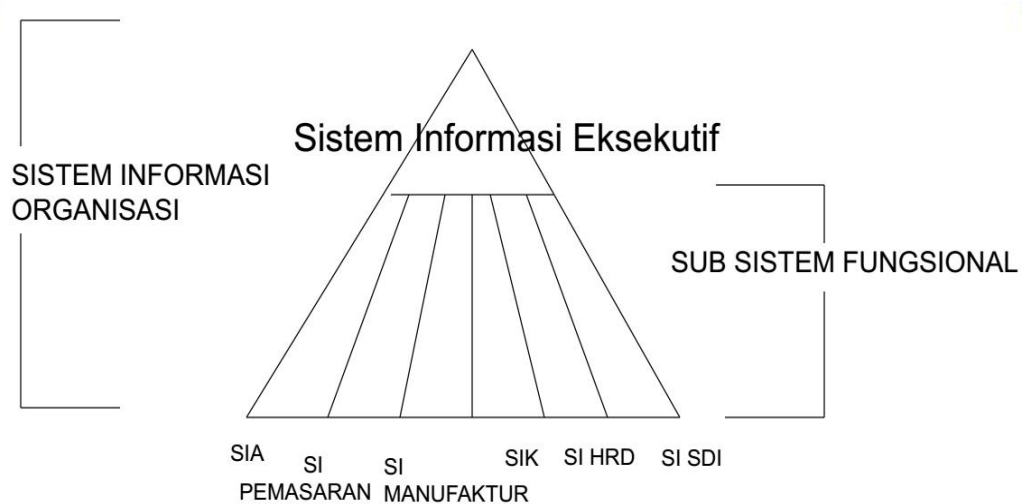 Sistem Informasi Eksekutif
SISTEM INFORMASI
ORGANISASI
SUB SISTEM FUNGSIONAL
SIA
SI
PEMASARAN
SI
MANUFAKTUR
SIK
SI HRD
SI SDI